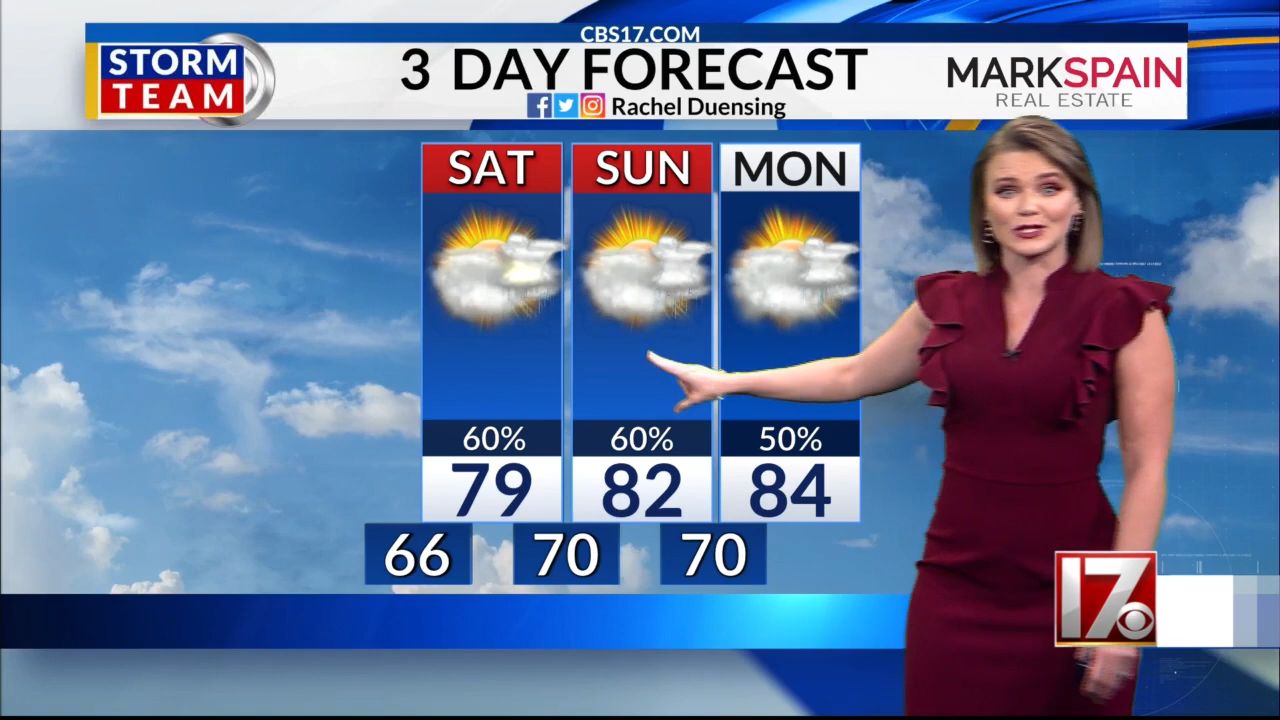 CBS17.COM
STORM
TEAM
3 DAY FORECAST
Rachel Duensing
MARKSPAIN
REAL ESTATE
SAT SUN MON
60% 60% 50%
79 82 84
66 70 70
17